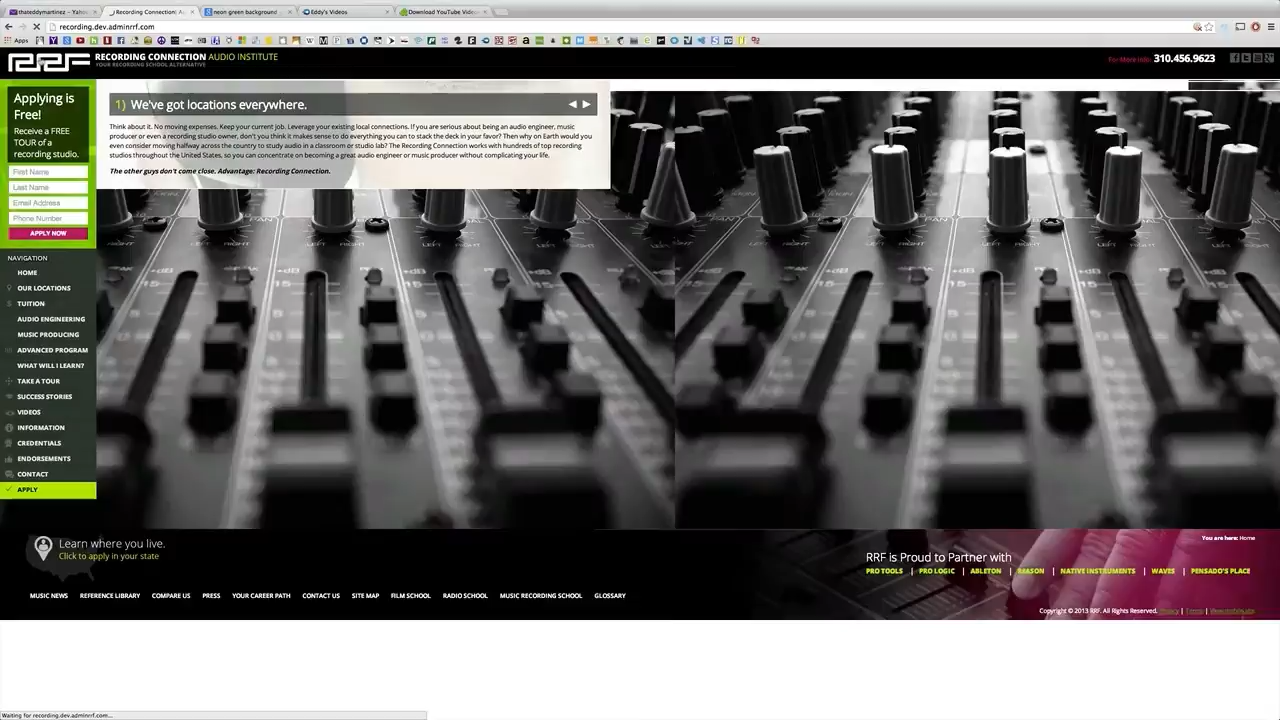 thateddymartinez – Yaho
Recording Connection: A
neon green background
Eddy's Videos
Download YouTube Video
recording.dev.adminrrf.com
Apps
RRF
RECORDING CONNECTION AUDIO INSTITUTE
YOUR RECORDING SCHOOL ALTERNATIVE
For More Info: 310.456.9623
Applying is
Free!
Receive a FREE
TOUR of a
recording studio.
First Name
Last Name
Email Address
Phone Number
APPLY NOW
1) We've got locations everywhere.
Think about it. No moving expenses. Keep your current job. Leverage your existing local connections. If you are serious about being an audio engineer, music
producer or even a recording studio owner, don't you think it makes sense to do everything you can to stack the deck in your favor? Then why on Earth would you
even consider moving halfway across the country to study audio in a classroom or studio lab? The Recording Connection works with hundreds of top recording
studios throughout the United States, so you can concentrate on becoming a great audio engineer or music producer without complicating your life.
The other guys don't come close. Advantage: Recording Connection.
NAVIGATION
HOME
OUR LOCATIONS
TUITION
AUDIO ENGINEERING
MUSIC PRODUCING
ADVANCED PROGRAM
WHAT WILL I LEARN?
TAKE A TOUR
SUCCESS STORIES
VIDEOS
INFORMATION
CREDENTIALS
ENDORSEMENTS
CONTACT
APPLY
Learn where you live.
Click to apply in your state
You are here: Home
RRF is Proud to Partner with
PRO TOOLS | PRO LOGIC | ABLETON | REASON | NATIVE INSTRUMENTS | WAVES | PENSADO'S PLACE
MUSIC NEWS REFERENCE LIBRARY COMPARE US PRESS YOUR CAREER PATH CONTACT US SITE MAP FILM SCHOOL RADIO SCHOOL MUSIC RECORDING SCHOOL GLOSSARY
Copyright © 2013 RRF. All Rights Reserved. Privacy | Terms |
Waiting for recording.dev.adminrrf.com...